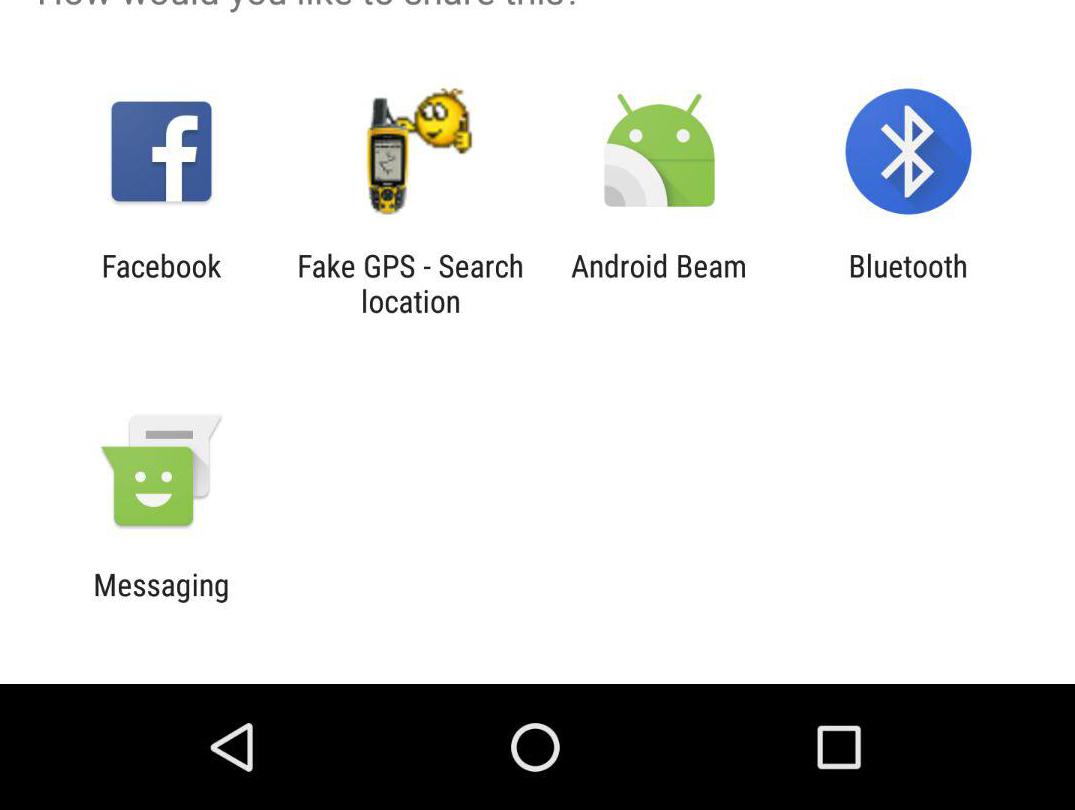 How would you like to share this?
Facebook
Fake GPS - Search
location
Android Beam
Bluetooth
Messaging